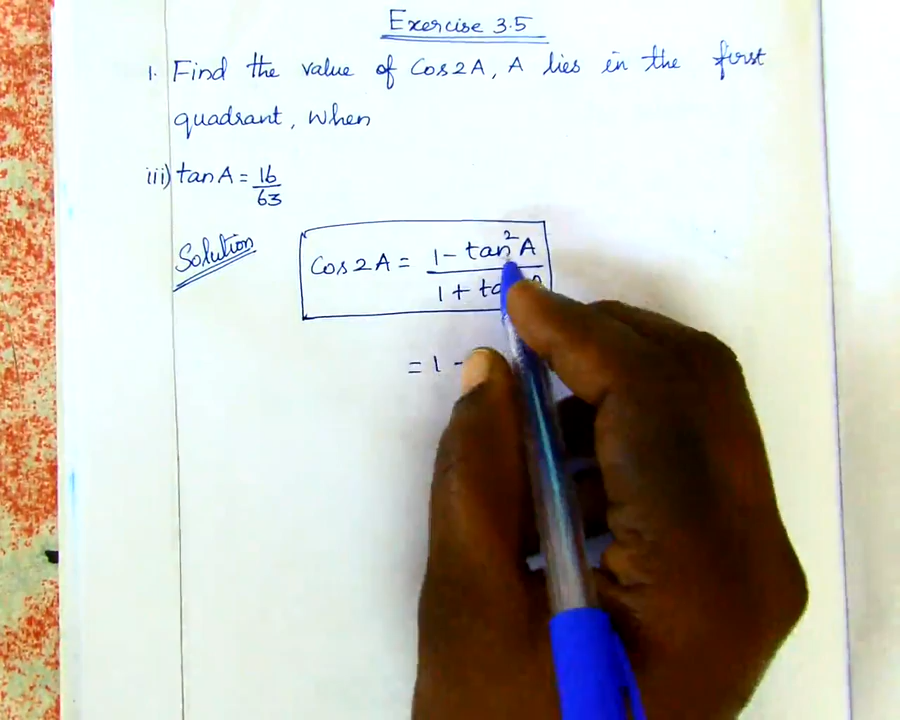 Exercise 3.5
1. Find the value of Cos2A, A lies in the first
quadrant, When
iii) tanA = 16/63
Solution
Cos2A = 1 - tan²A / 1 +
= 1 -